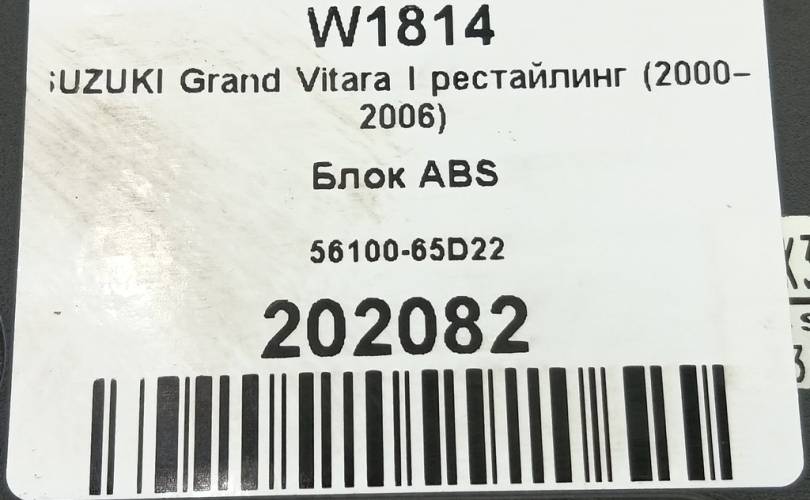 W1814
SUZUKI Grand Vitara I рестайлинг (2000–
2006)
Блок ABS
56100-65D22
202082